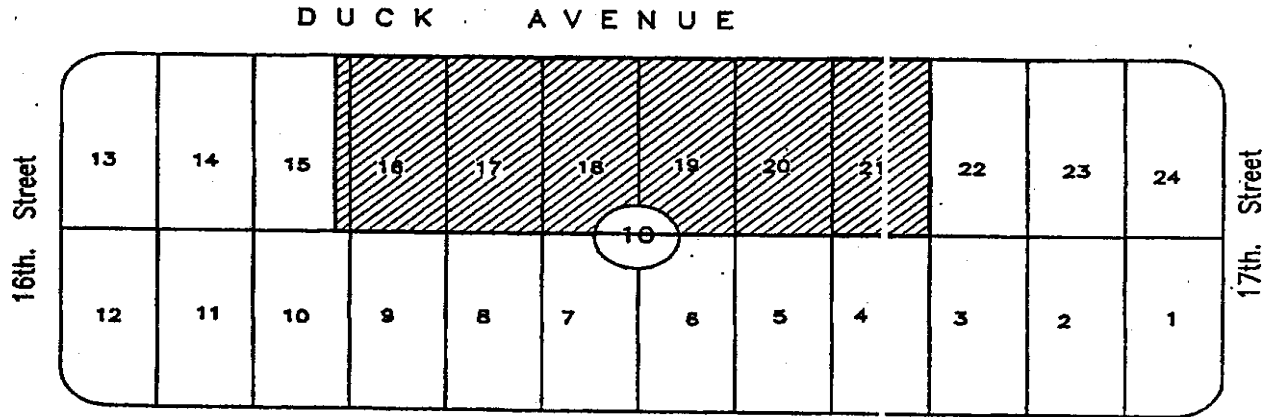 DUCK AVENUE
16th. Street
13 14 15 16 17 18 19 20 21 22 23 24
10
12 11 10 9 8 7 6 5 4 3 2 1
17th. Street